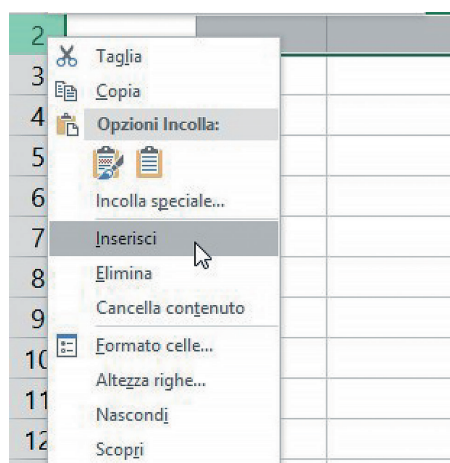 2
Taglia
3
Copia
4
Opzioni Incolla:
5
6
Incolla speciale...
7
Inserisci
8
Elimina
9
Cancella contenuto
10
Formato celle...
Altezza righe...
11
Nascondi
12
Scopri